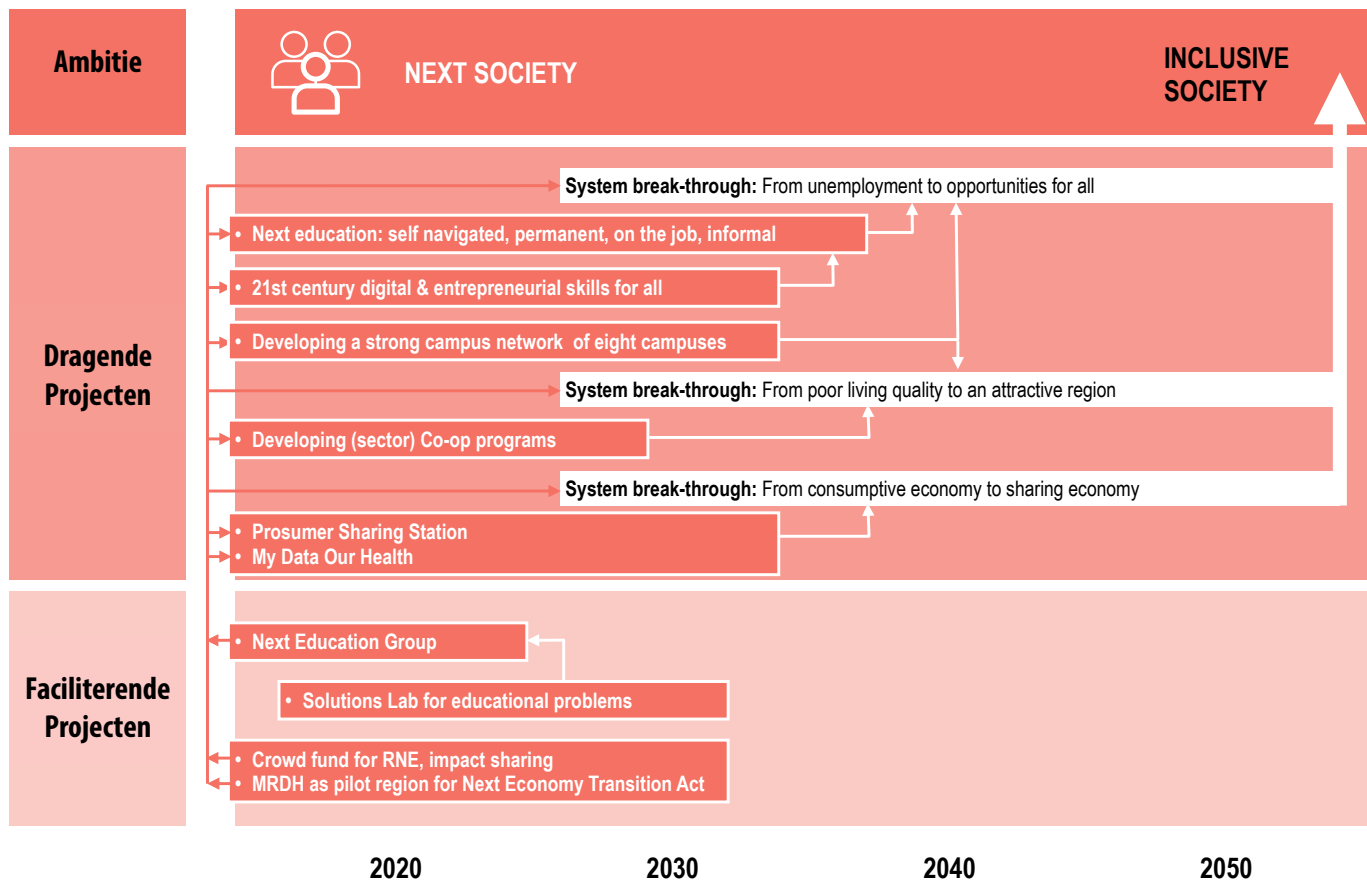 Ambitie
NEXT SOCIETY
INCLUSIVE
SOCIETY
Dragende
Projecten
System break-through: From unemployment to opportunities for all
• Next education: self navigated, permanent, on the job, informal
• 21st century digital & entrepreneurial skills for all
• Developing a strong campus network of eight campuses
System break-through: From poor living quality to an attractive region
• Developing (sector) Co-op programs
System break-through: From consumptive economy to sharing economy
• Prosumer Sharing Station
• My Data Our Health
Faciliterende
Projecten
• Next Education Group
• Solutions Lab for educational problems
• Crowd fund for RNE, impact sharing
• MRDH as pilot region for Next Economy Transition Act
2020 2030 2040 2050